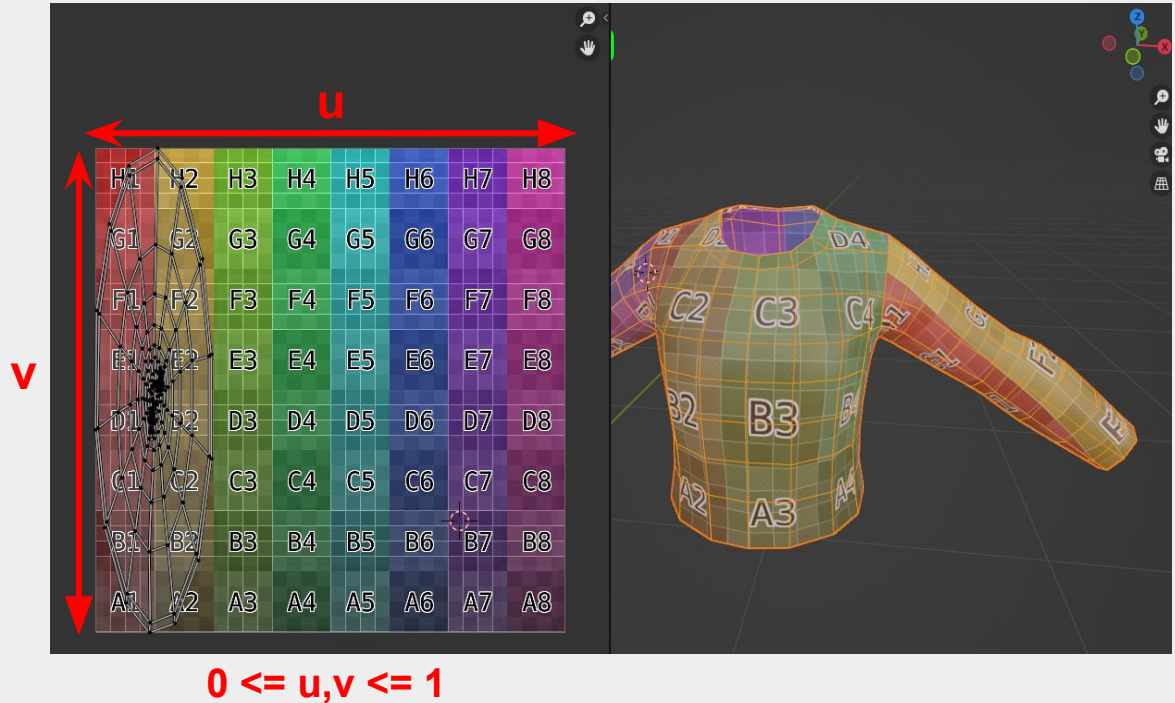 u
v
H1 H2 H3 H4 H5 H6 H7 H8
G1 G2 G3 G4 G5 G6 G7 G8
F1 F2 F3 F4 F5 F6 F7 F8
E1 E2 E3 E4 E5 E6 E7 E8
D1 D2 D3 D4 D5 D6 D7 D8
C1 C2 C3 C4 C5 C6 C7 C8
B1 B2 B3 B4 B5 B6 B7 B8
A1 A2 A3 A4 A5 A6 A7 A8
0 <= u,v <= 1
Z
Y
X
D4
C2 C3 C4
B2 B3
A2 A3 A4